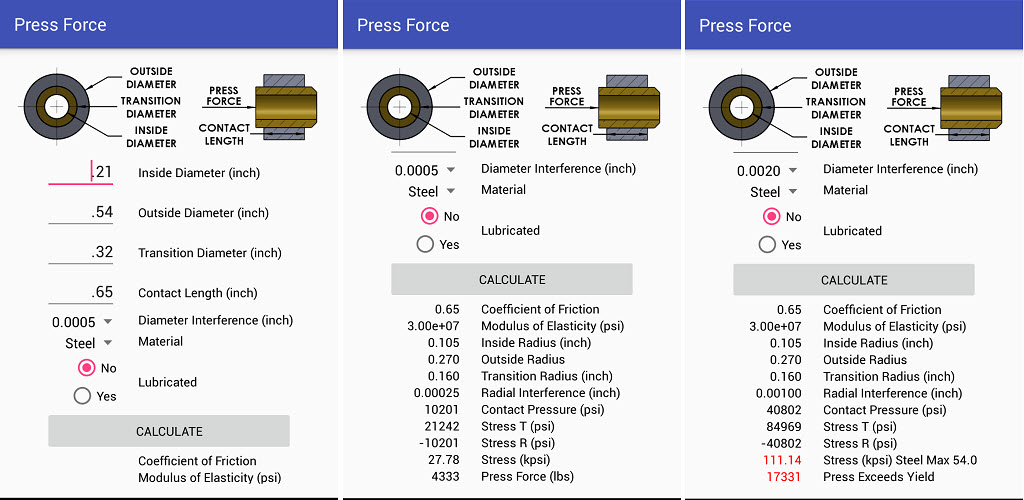 Press Force
OUTSIDE
DIAMETER
TRANSITION
DIAMETER
INSIDE
DIAMETER
PRESS
FORCE
CONTACT
LENGTH
.21 Inside Diameter (inch)
.54 Outside Diameter (inch)
.32 Transition Diameter (inch)
.65 Contact Length (inch)
0.0005 Diameter Interference (inch)
Steel Material
No
Lubricated
Yes
CALCULATE
Coefficient of Friction
Modulus of Elasticity (psi)
Press Force
OUTSIDE
DIAMETER
TRANSITION
DIAMETER
INSIDE
DIAMETER
PRESS
FORCE
CONTACT
LENGTH
0.0005 Diameter Interference (inch)
Steel Material
No
Lubricated
Yes
CALCULATE
0.65 Coefficient of Friction
3.00e+07 Modulus of Elasticity (psi)
0.105 Inside Radius (inch)
0.270 Outside Radius
0.160 Transition Radius (inch)
0.00025 Radial Interference (inch)
10201 Contact Pressure (psi)
21242 Stress T (psi)
-10201 Stress R (psi)
27.78 Stress (kpsi)
4333 Press Force (lbs)
Press Force
OUTSIDE
DIAMETER
TRANSITION
DIAMETER
INSIDE
DIAMETER
PRESS
FORCE
CONTACT
LENGTH
0.0020 Diameter Interference (inch)
Steel Material
No
Lubricated
Yes
CALCULATE
0.65 Coefficient of Friction
3.00e+07 Modulus of Elasticity (psi)
0.105 Inside Radius (inch)
0.270 Outside Radius
0.160 Transition Radius (inch)
0.00100 Radial Interference (inch)
40802 Contact Pressure (psi)
84969 Stress T (psi)
-40802 Stress R (psi)
111.14 Stress (kpsi) Steel Max 54.0
17331 Press Exceeds Yield